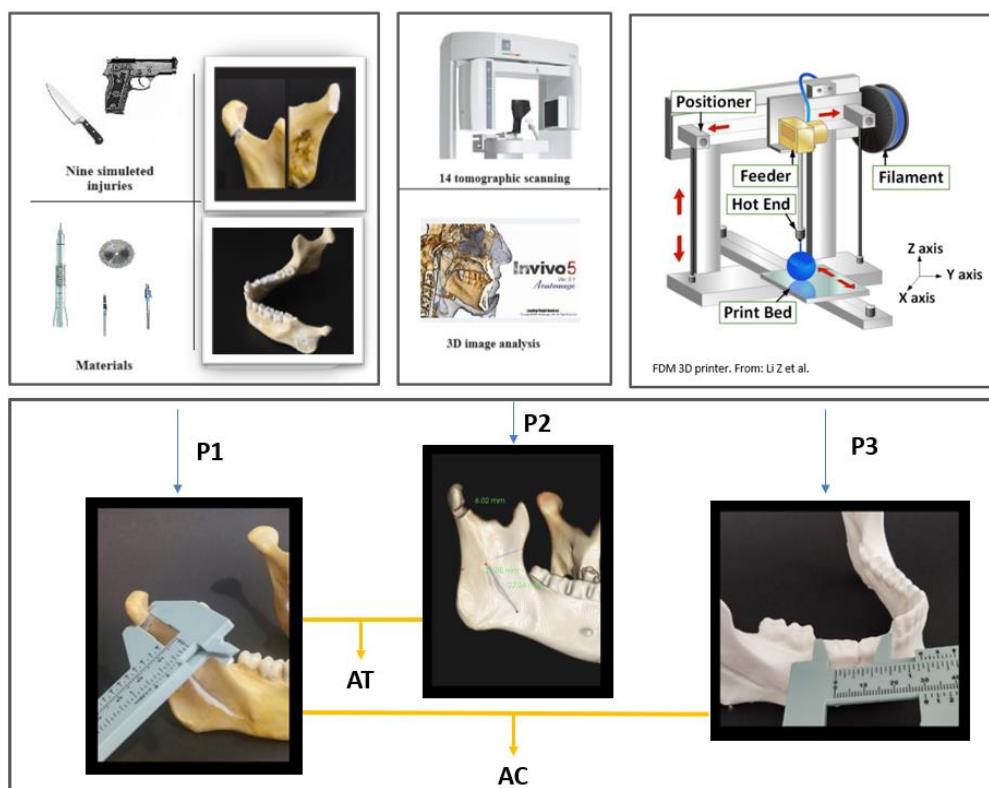 Nine simuleted
injuries
Materials
14 tomographic scanning
Invivo5
Anatomage
3D image analysis
Positioner
Feeder
Filament
Hot End
Z axis
Y axis
X axis
Print Bed
FDM 3D printer. From: Li Z et al.
P1
P2
P3
6.02 mm
AT
AC